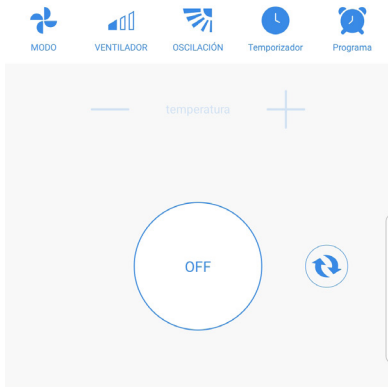 MODO VENTILADOR OSCILACIÓN Temporizador Programa
temperatura
OFF